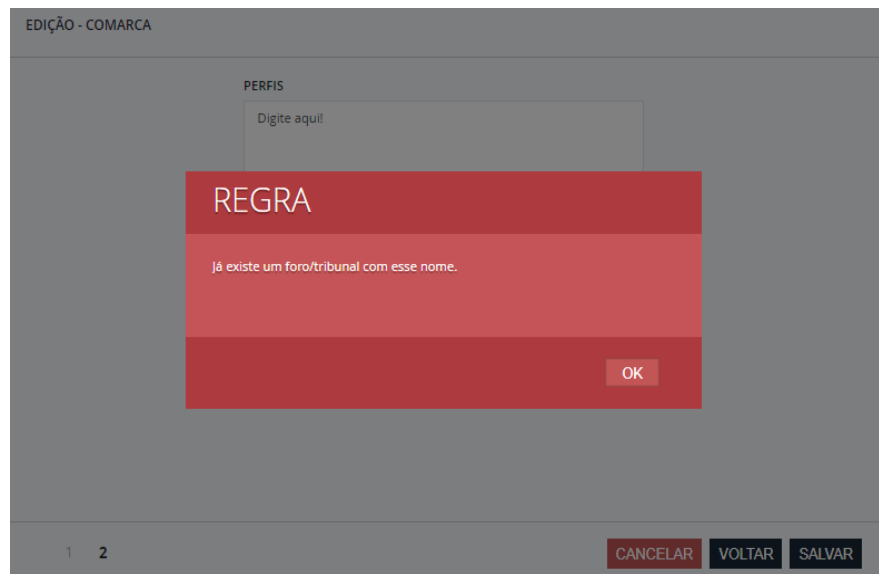 EDIÇÃO - COMARCA
PERFIS
Digite aqui!
REGRA
Já existe um foro/tribunal com esse nome.
OK
1 2
CANCELAR VOLTAR SALVAR